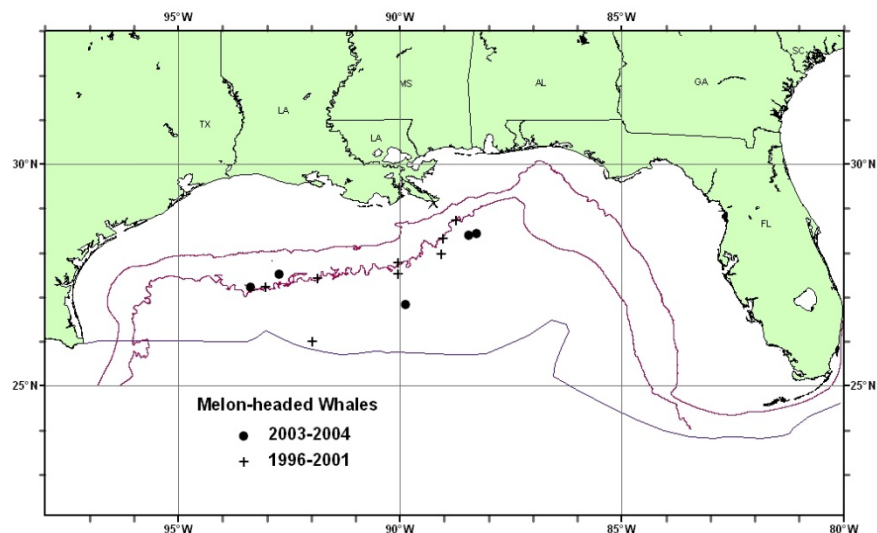 95°W 90°W 85°W 80°W
SC
MS AL GA
LA
TX
LA
30°N 30°N
FL
25°N 25°N
Melon-headed Whales
2003-2004
1996-2001
95°W 90°W 85°W 80°W